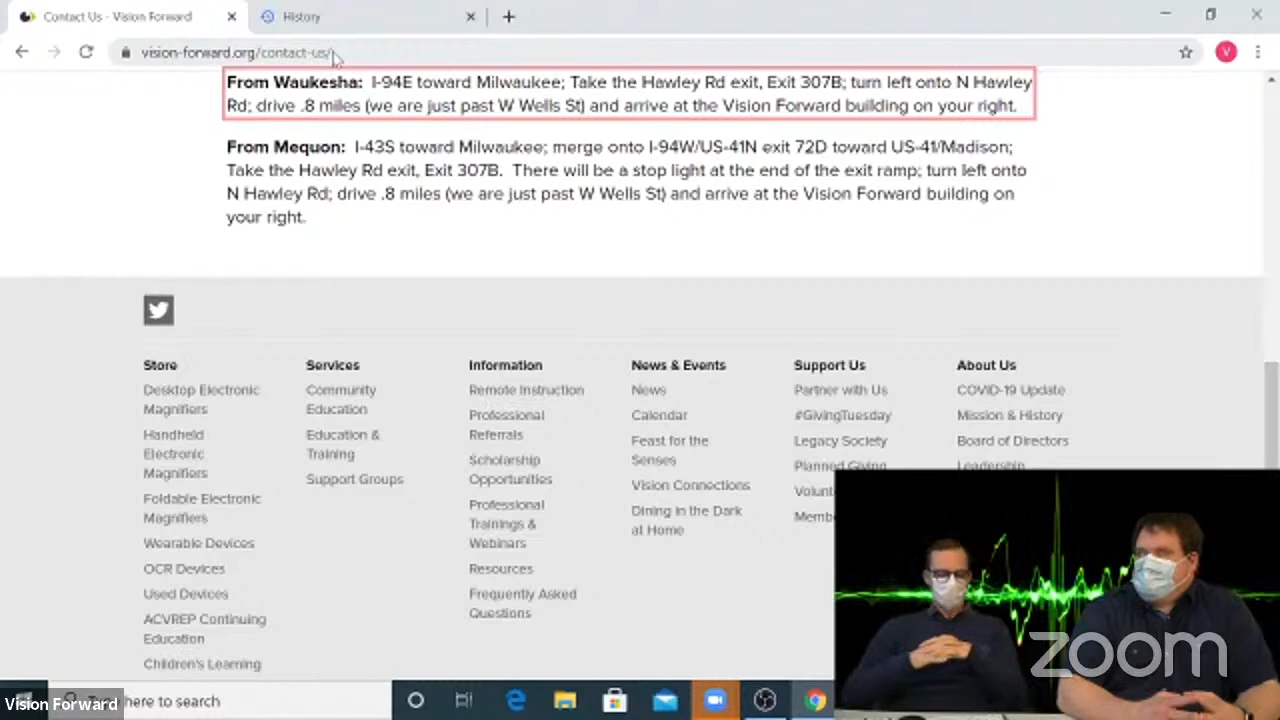 Contact Us - Vision Forward
History
vision-forward.org/contact-us/
From Waukesha: I-94E toward Milwaukee; Take the Hawley Rd exit, Exit 307B; turn left onto N Hawley
Rd; drive .8 miles (we are just past W Wells St) and arrive at the Vision Forward building on your right.
From Mequon: I-43S toward Milwaukee; merge onto I-94W/US-41N exit 72D toward US-41/Madison;
Take the Hawley Rd exit, Exit 307B. There will be a stop light at the end of the exit ramp; turn left onto
N Hawley Rd; drive .8 miles (we are just past W Wells St) and arrive at the Vision Forward building on
your right.
Store
Desktop Electronic
Magnifiers
Handheld
Electronic
Magnifiers
Foldable Electronic
Magnifiers
Wearable Devices
OCR Devices
Used Devices
ACVREP Continuing
Education
Children's Learning
Services
Community
Education
Education &
Training
Support Groups
Information
Remote Instruction
Professional
Referrals
Scholarship
Opportunities
Professional
Trainings &
Webinars
Resources
Frequently Asked
Questions
News & Events
News
Calendar
Feast for the
Senses
Vision Connections
Dining in the Dark
at Home
Support Us
Partner with Us
#GivingTuesday
Legacy Society
Planned Giving
About Us
COVID-19 Update
Mission & History
Board of Directors
Leadership
V
zoom
Vision Forward
here to search